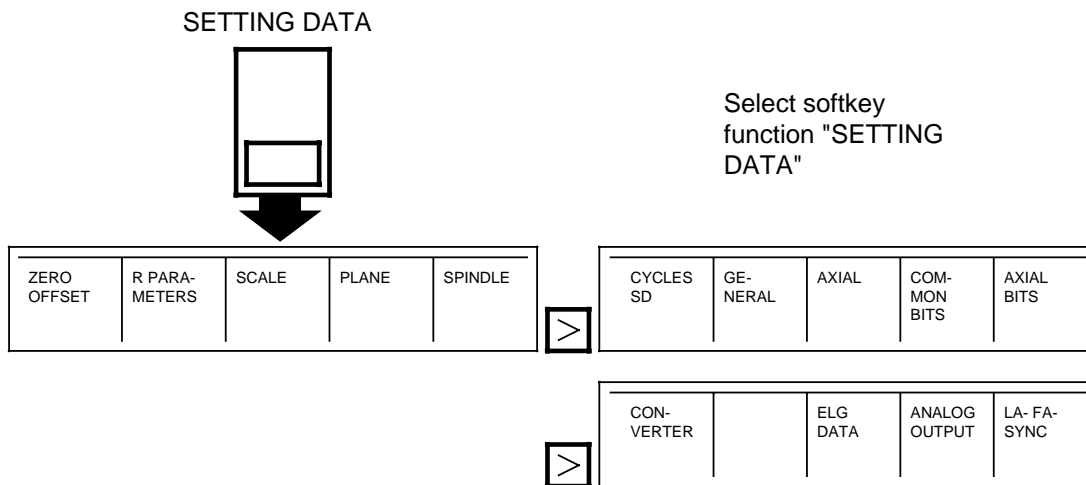 SETTING DATA
Select softkey
function "SETTING
DATA"
ZERO
OFFSET
R PARA-
METERS
SCALE
PLANE
SPINDLE
>
CYCLES
SD
GE-
NERAL
AXIAL
COM-
MON
BITS
AXIAL
BITS
>
CON-
VERTER
ELG
DATA
ANALOG
OUTPUT
LA- FA-
SYNC